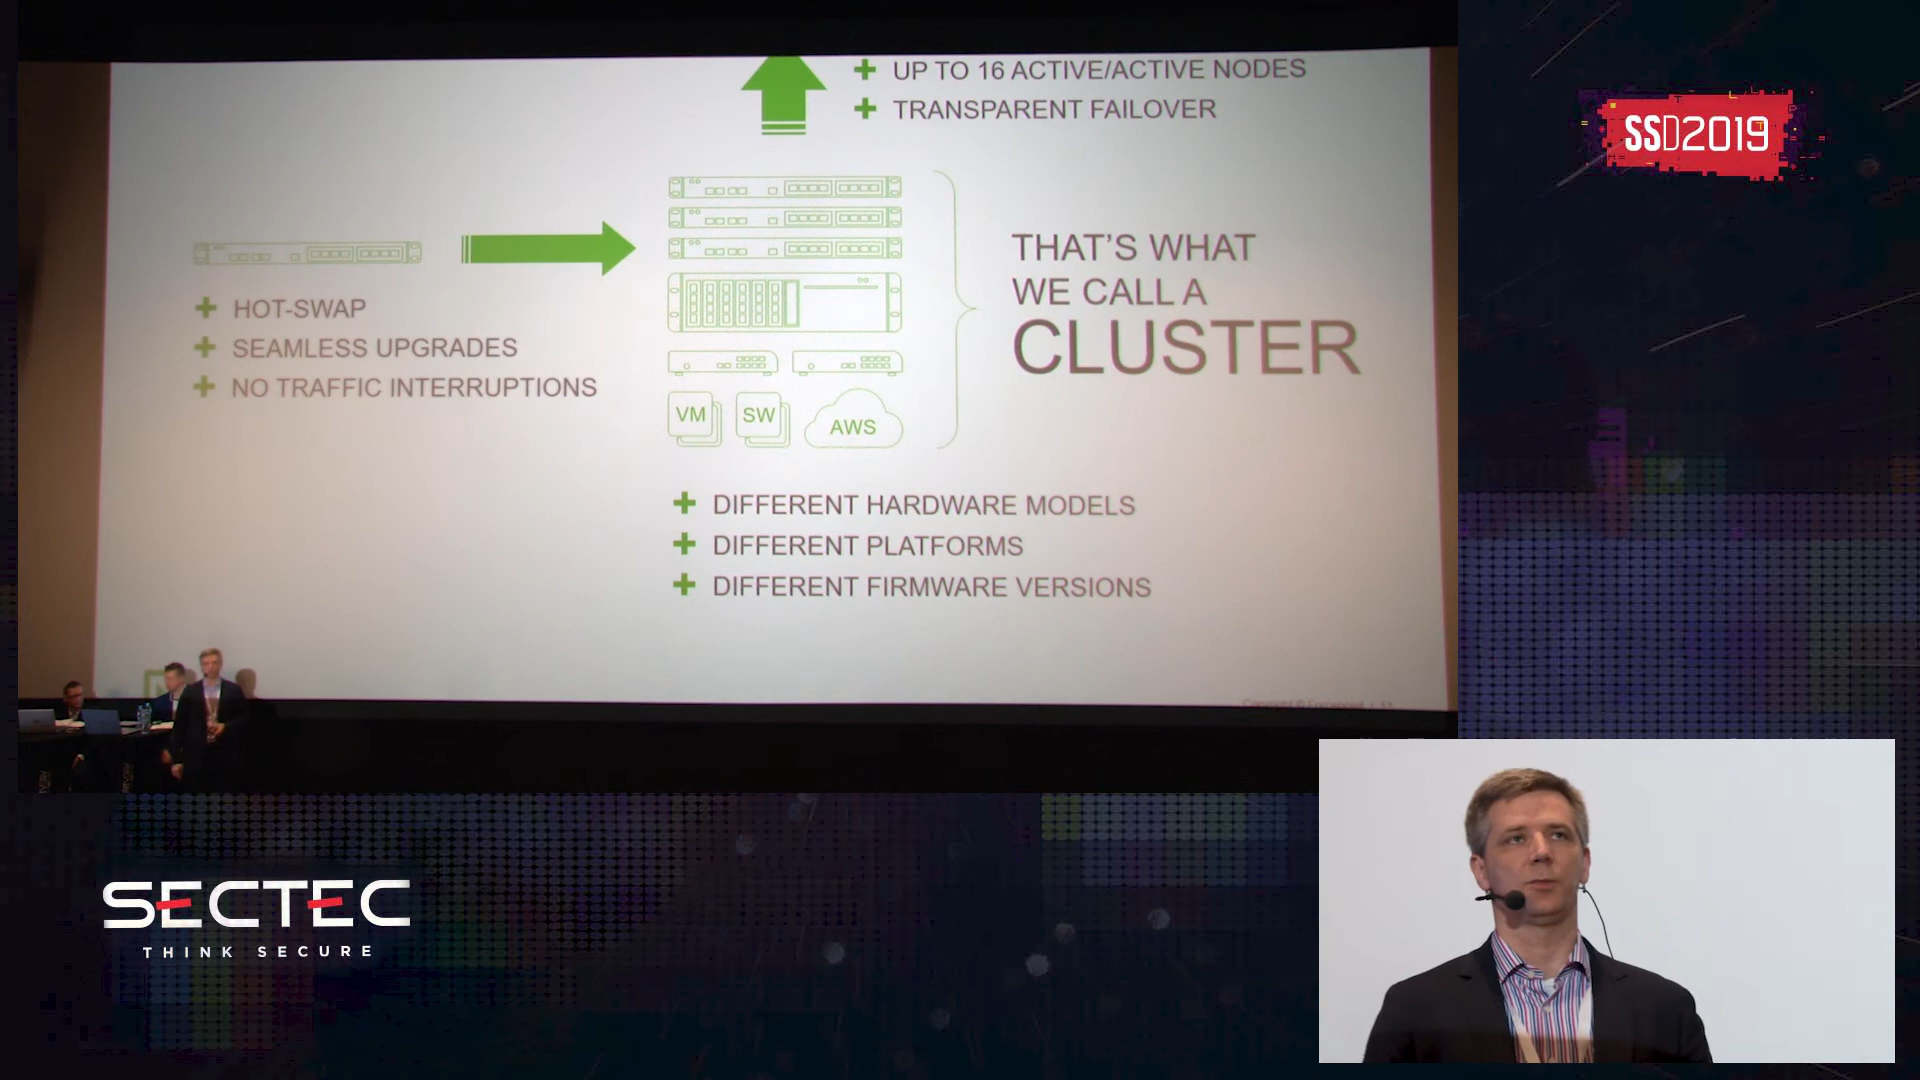 UP TO 16 ACTIVE/ACTIVE NODES
TRANSPARENT FAILOVER
SSD2019
THAT'S WHAT
WE CALL A
CLUSTER
HOT-SWAP
SEAMLESS UPGRADES
NO TRAFFIC INTERRUPTIONS
VM
SW
AWS
DIFFERENT HARDWARE MODELS
DIFFERENT PLATFORMS
DIFFERENT FIRMWARE VERSIONS
SECTEC
THINK SECURE